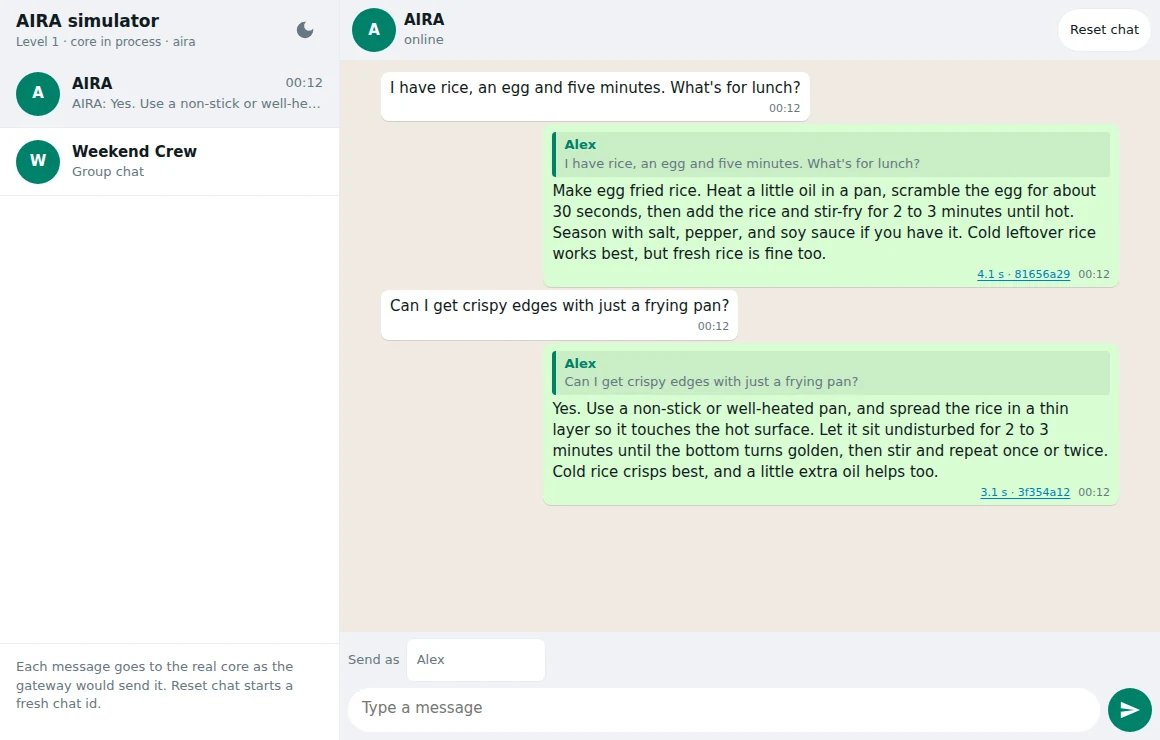 AIRA simulator
Level 1 · core in process · aira
A
AIRA
00:12
AIRA: Yes. Use a non-stick or well-he…
W
Weekend Crew
Group chat
Each message goes to the real core as the
gateway would send it. Reset chat starts a
fresh chat id.
A
AIRA
online
Reset chat
I have rice, an egg and five minutes. What's for lunch?
00:12
Alex
I have rice, an egg and five minutes. What's for lunch?
Make egg fried rice. Heat a little oil in a pan, scramble the egg for about
30 seconds, then add the rice and stir-fry for 2 to 3 minutes until hot.
Season with salt, pepper, and soy sauce if you have it. Cold leftover rice
works best, but fresh rice is fine too.
4.1 s · 81656a29 00:12
Can I get crispy edges with just a frying pan?
00:12
Alex
Can I get crispy edges with just a frying pan?
Yes. Use a non-stick or well-heated pan, and spread the rice in a thin
layer so it touches the hot surface. Let it sit undisturbed for 2 to 3
minutes until the bottom turns golden, then stir and repeat once or twice.
Cold rice crisps best, and a little extra oil helps too.
3.1 s · 3f354a12 00:12
Send as
Alex
Type a message